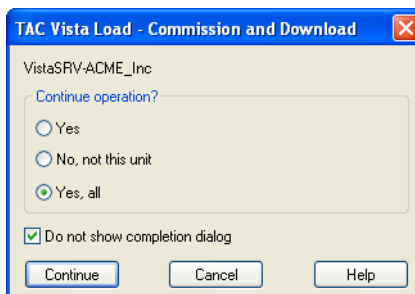 TAC Vista Load - Commission and Download
VistaSRV-ACME_Inc
Continue operation?
Yes
No, not this unit
Yes, all
Do not show completion dialog
Continue Cancel Help